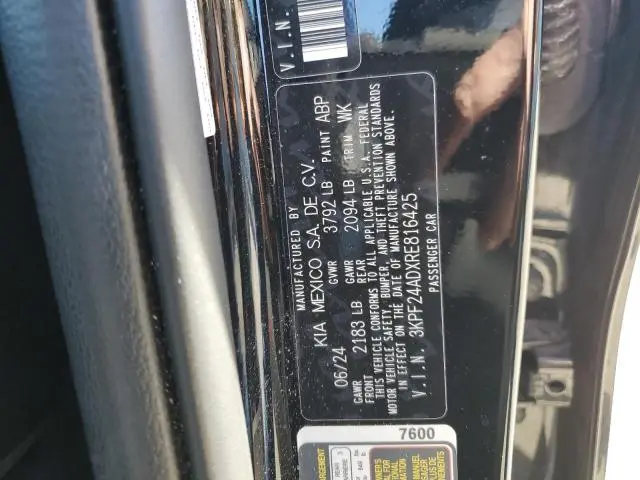 V.I.N
MANUFACTURED BY
KIA MEXICO S.A. DE C.V.
06/24 GVWR 3792 LB PAINT ABP
GAWR FRONT 2183 LB GAWR REAR 2094 LB TRIM WK
THIS VEHICLE CONFORMS TO ALL APPLICABLE U.S.A. FEDERAL
MOTOR VEHICLE SAFETY, BUMPER, AND THEFT PREVENTION STANDARDS
IN EFFECT ON THE DATE OF MANUFACTURE SHOWN ABOVE.
V.I.N. 3KPF24ADXRE816425
PASSENGER CAR
7600